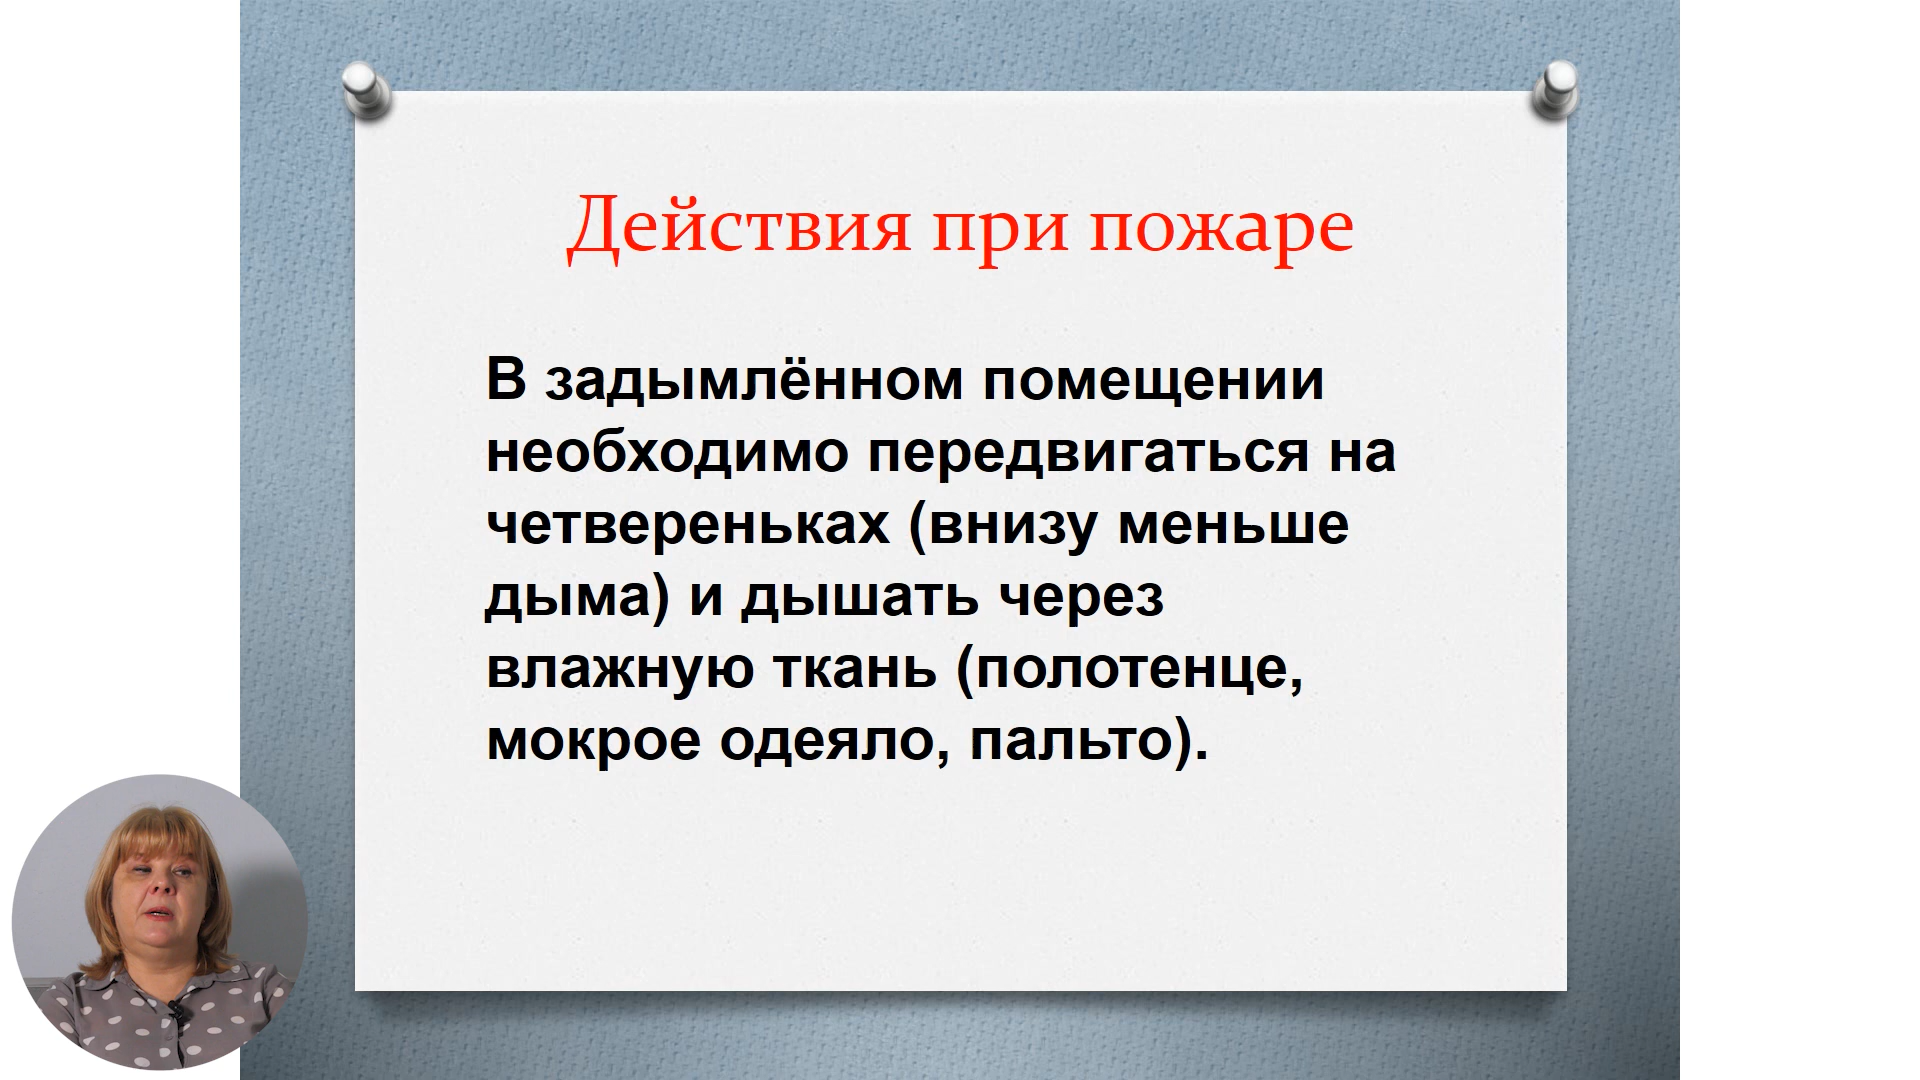 Действия при пожаре
В задымлённом помещении
необходимо передвигаться на
четвереньках (внизу меньше
дыма) и дышать через
влажную ткань (полотенце,
мокрое одеяло, пальто).